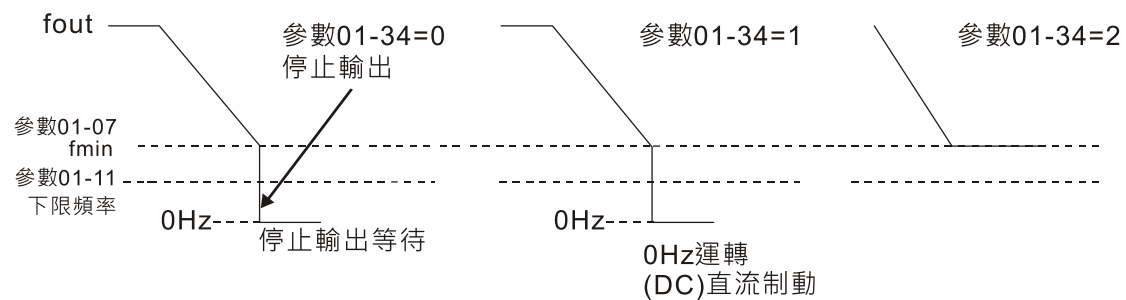 fout
參數01-34=0
停止輸出
參數01-34=1
參數01-34=2
參數01-07
fmin
參數01-11
下限頻率
0Hz
停止輸出等待
0Hz
0Hz運轉
(DC)直流制動